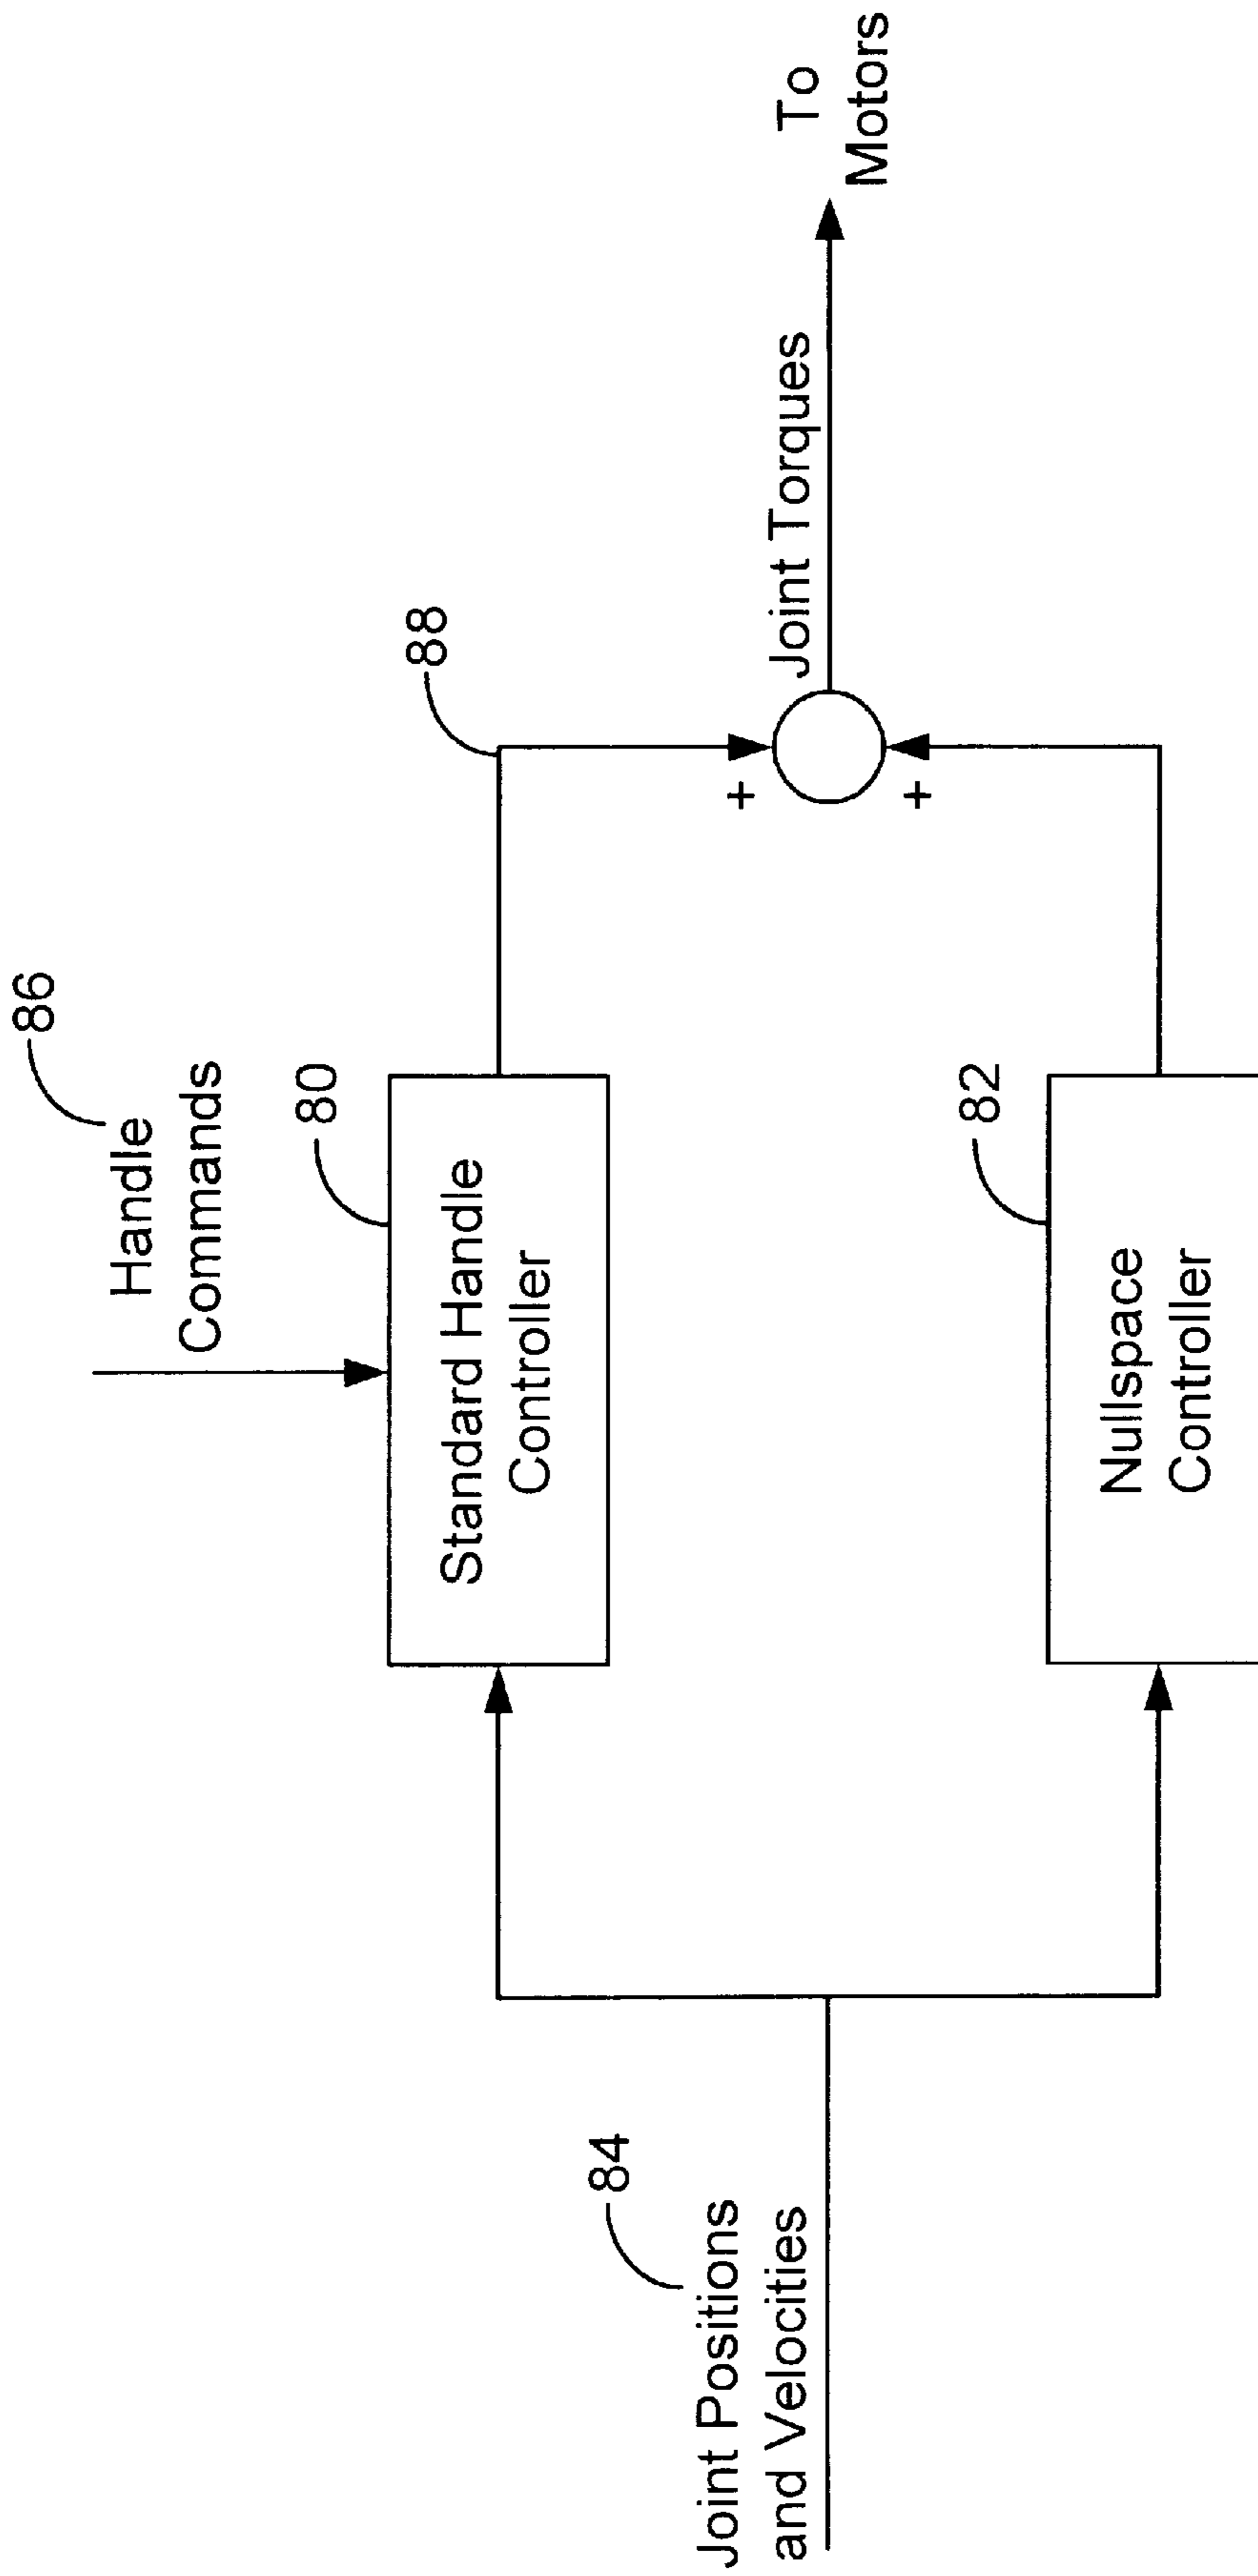 86
Handle
Commands
80
Standard Handle
Controller
88
84
Joint Positions
and Velocities
+
+
Joint Torques
To
Motors
82
Nullspace
Controller